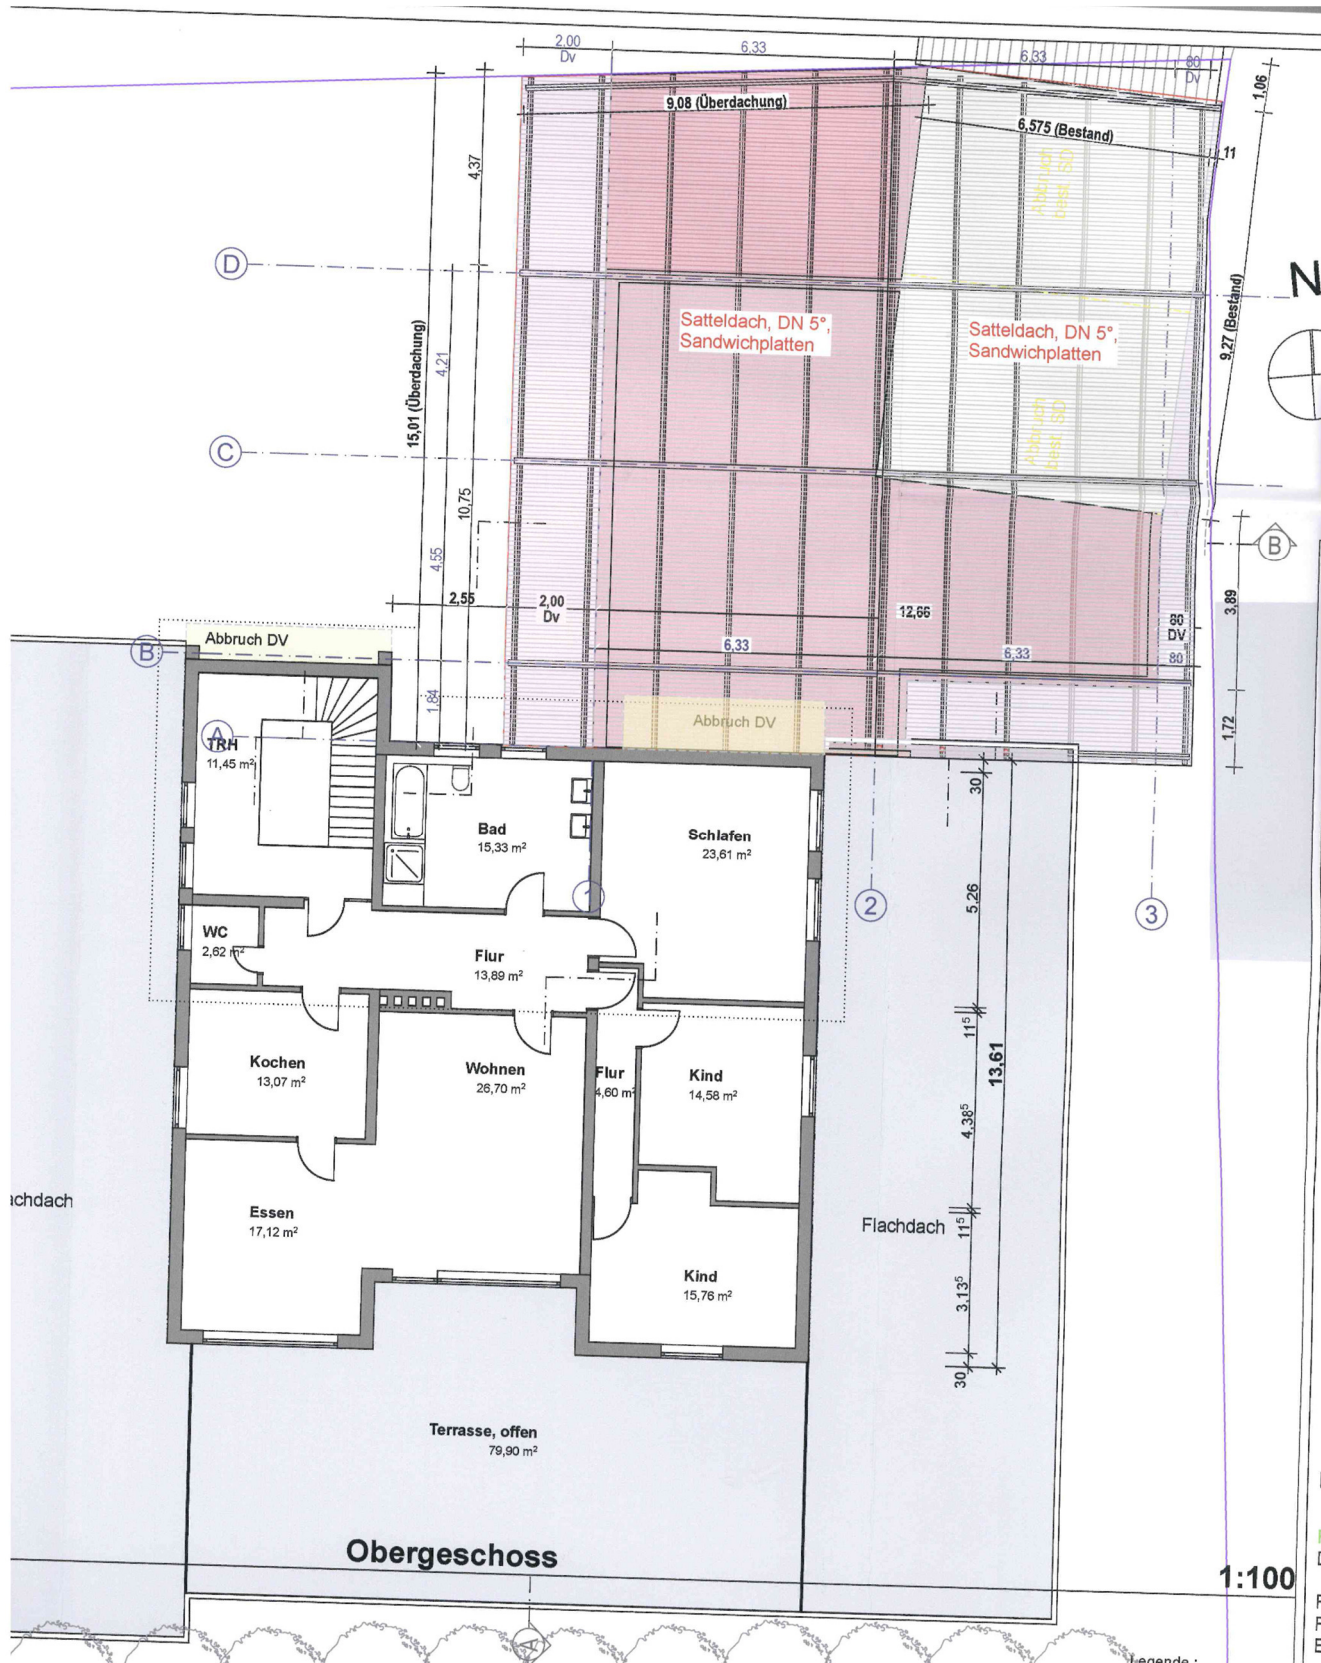 2.00
Dv
6,33
6,33
80
Dv
1,06
9,08 (Überdachung)
6,575 (Bestand)
11
4,37
Abbruch
best. SD
D
N
15,01 (Überdachung)
4,21
Satteldach, DN 5°,
Sandwichplatten
Satteldach, DN 5°,
Sandwichplatten
9,27 (Bestand)
Abbruch
best. SD
C
10,75
4,55
B
2,55
2,00
Dv
12,66
3,89
80
DV
Abbruch DV
B
6,33
6,33
80
1,84
Abbruch DV
1,72
A
TRH
11,45 m²
30
Bad
15,33 m²
Schlafen
23,61 m²
1
2
3
5,26
WC
2,62 m²
Flur
13,89 m²
11⁵
13,61
Kochen
13,07 m²
Wohnen
26,70 m²
Flur
4,60 m²
Kind
14,58 m²
4,38⁵
achdach
Essen
17,12 m²
Flachdach
11⁵
Kind
15,76 m²
3,13⁵
30
Terrasse, offen
79,90 m²
Obergeschoss
1:100
A
Legende :